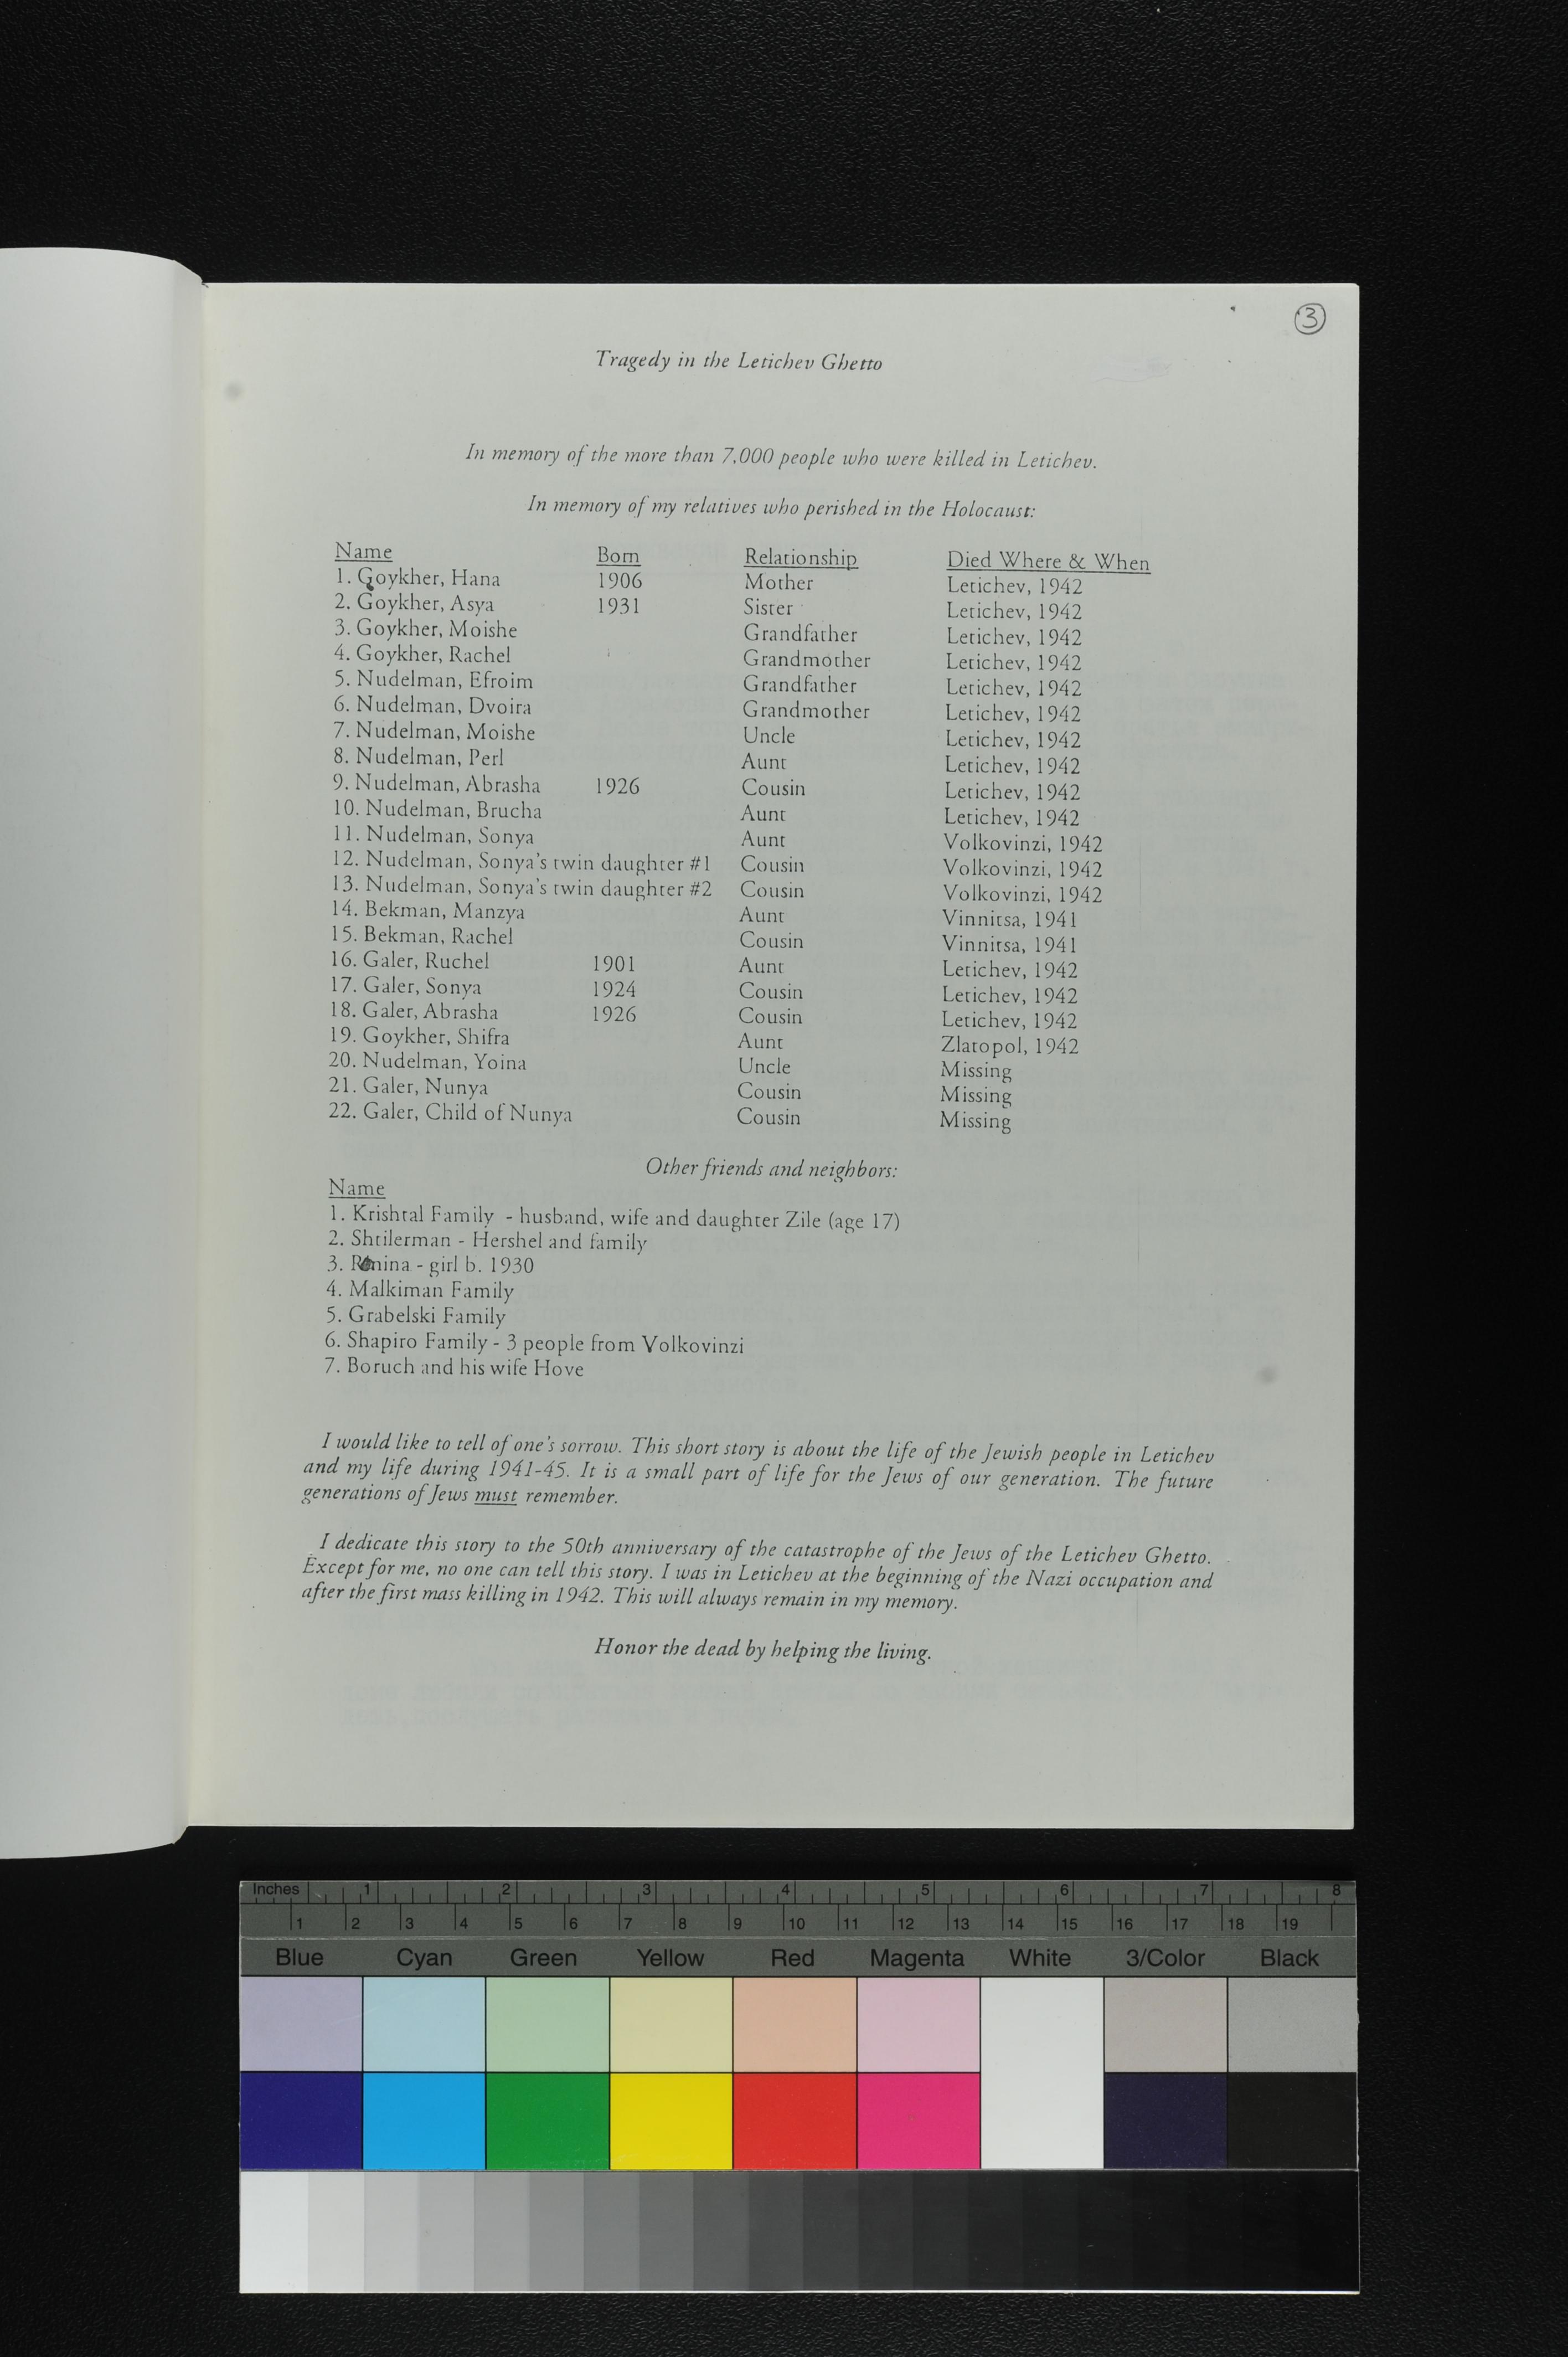 3
Tragedy in the Letichev Ghetto
In memory of the more than 7,000 people who were killed in Letichev.
In memory of my relatives who perished in the Holocaust:
Name Born Relationship Died Where & When
1. Goykher, Hana 1906 Mother Letichev, 1942
2. Goykher, Asya 1931 Sister Letichev, 1942
3. Goykher, Moishe Grandfather Letichev, 1942
4. Goykher, Rachel Grandmother Letichev, 1942
5. Nudelman, Efroim Grandfather Letichev, 1942
6. Nudelman, Dvoira Grandmother Letichev, 1942
7. Nudelman, Moishe Uncle Letichev, 1942
8. Nudelman, Perl Aunt Letichev, 1942
9. Nudelman, Abrasha 1926 Cousin Letichev, 1942
10. Nudelman, Brucha Aunt Letichev, 1942
11. Nudelman, Sonya Aunt Volkovinzi, 1942
12. Nudelman, Sonya's twin daughter #1 Cousin Volkovinzi, 1942
13. Nudelman, Sonya's twin daughter #2 Cousin Volkovinzi, 1942
14. Bekman, Manzya Aunt Vinnitsa, 1941
15. Bekman, Rachel Cousin Vinnitsa, 1941
16. Galer, Ruchel 1901 Aunt Letichev, 1942
17. Galer, Sonya 1924 Cousin Letichev, 1942
18. Galer, Abrasha 1926 Cousin Letichev, 1942
19. Goykher, Shifra Aunt Zlatopol, 1942
20. Nudelman, Yoina Uncle Missing
21. Galer, Nunya Cousin Missing
22. Galer, Child of Nunya Cousin Missing
Other friends and neighbors:
Name
1. Krishtal Family - husband, wife and daughter Zile (age 17)
2. Shtilerman - Hershel and family
3. - girl b. 1930
4. Malkiman Family
5. Grabelski Family
6. Shapiro Family - 3 people from Volkovinzi
7. Boruch and his wife Hove
I would like to tell of one's sorrow. This short story is about the life of the Jewish people in Letichev
and my life during 1941-45. It is a small part of life for the Jews of our generation. The future
generations of Jews must remember.
I dedicate this story to the 50th anniversary of the catastrophe of the Jews of the Letichev Ghetto.
Except for me, no one can tell this story. I was in Letichev at the beginning of the Nazi occupation and
after the first mass killing in 1942. This will always remain in my memory.
Honor the dead by helping the living.
Inches 1 2 3 4 5 6 7 8
1 2 3 4 5 6 7 8 9 10 11 12 13 14 15 16 17 18 19
Blue Cyan Green Yellow Red Magenta White 3/Color Black